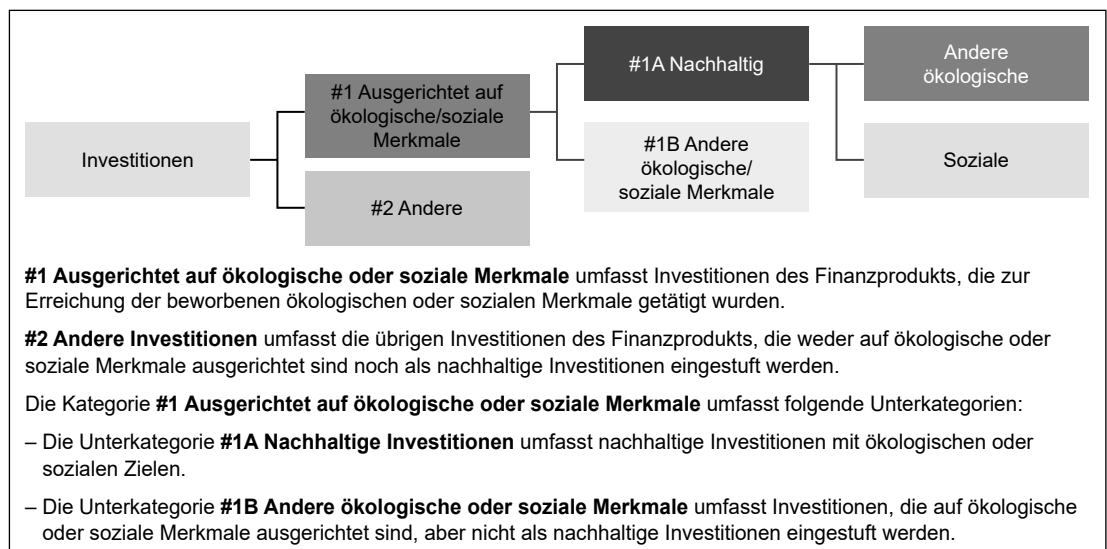 Investitionen
#1 Ausgerichtet auf
ökologische/soziale
Merkmale
#2 Andere
#1A Nachhaltig
#1B Andere
ökologische/
soziale Merkmale
Andere
ökologische
Soziale
#1 Ausgerichtet auf ökologische oder soziale Merkmale umfasst Investitionen des Finanzprodukts, die zur
Erreichung der beworbenen ökologischen oder sozialen Merkmale getätigt wurden.
#2 Andere Investitionen umfasst die übrigen Investitionen des Finanzprodukts, die weder auf ökologische oder
soziale Merkmale ausgerichtet sind noch als nachhaltige Investitionen eingestuft werden.
Die Kategorie #1 Ausgerichtet auf ökologische oder soziale Merkmale umfasst folgende Unterkategorien:
– Die Unterkategorie #1A Nachhaltige Investitionen umfasst nachhaltige Investitionen mit ökologischen oder
sozialen Zielen.
– Die Unterkategorie #1B Andere ökologische oder soziale Merkmale umfasst Investitionen, die auf ökologische
oder soziale Merkmale ausgerichtet sind, aber nicht als nachhaltige Investitionen eingestuft werden.